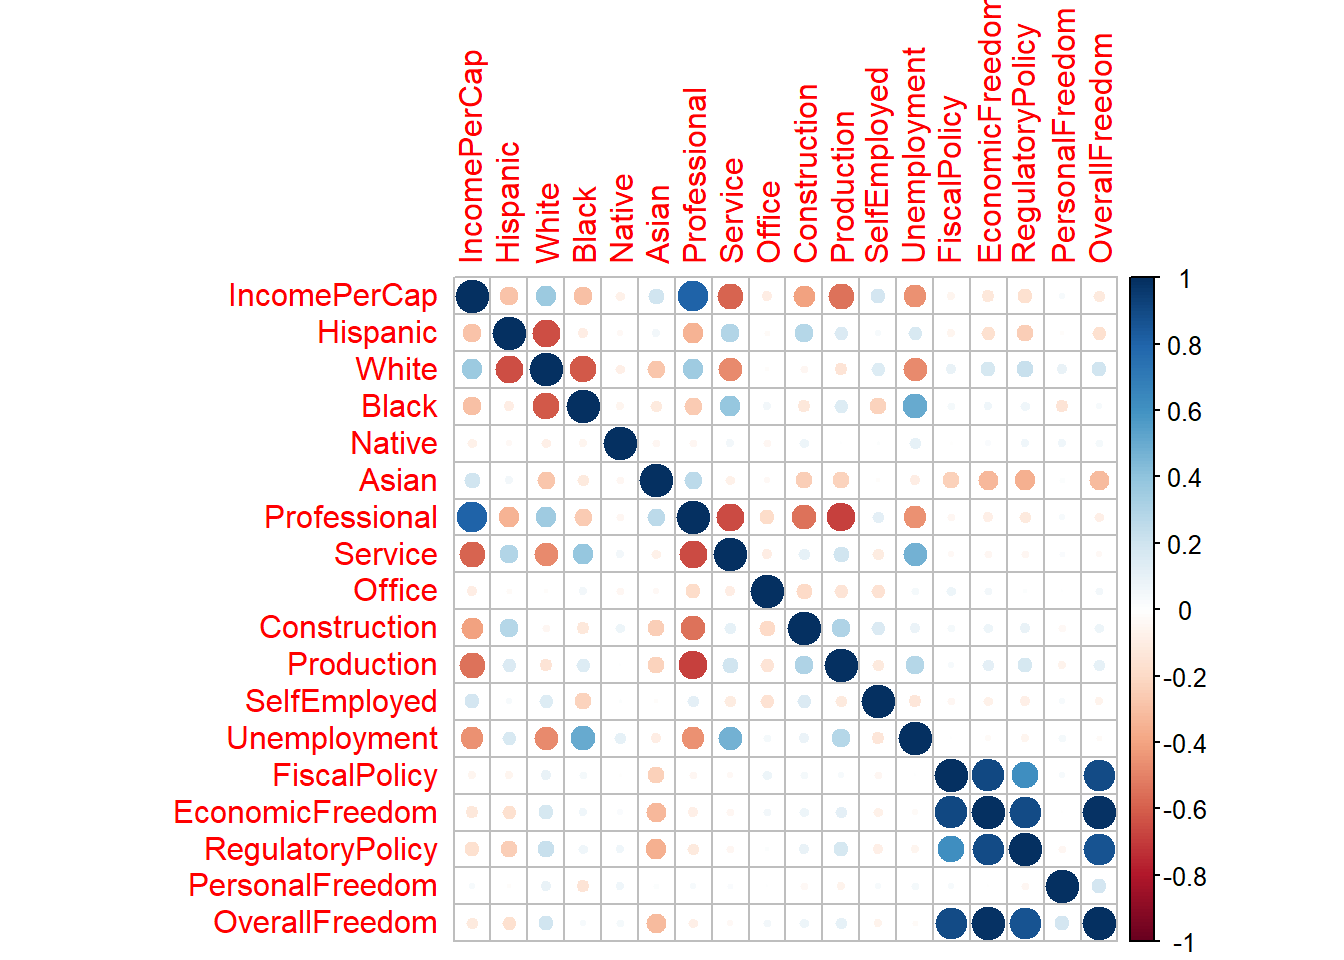 IncomePerCap
Hispanic
White
Black
Native
Asian
Professional
Service
Office
Construction
Production
SelfEmployed
Unemployment
FiscalPolicy
EconomicFreedom
RegulatoryPolicy
PersonalFreedom
OverallFreedom
IncomePerCap
Hispanic
White
Black
Native
Asian
Professional
Service
Office
Construction
Production
SelfEmployed
Unemployment
FiscalPolicy
EconomicFreedom
RegulatoryPolicy
PersonalFreedom
OverallFreedom
1
0.8
0.6
0.4
0.2
0
-0.2
-0.4
-0.6
-0.8
-1